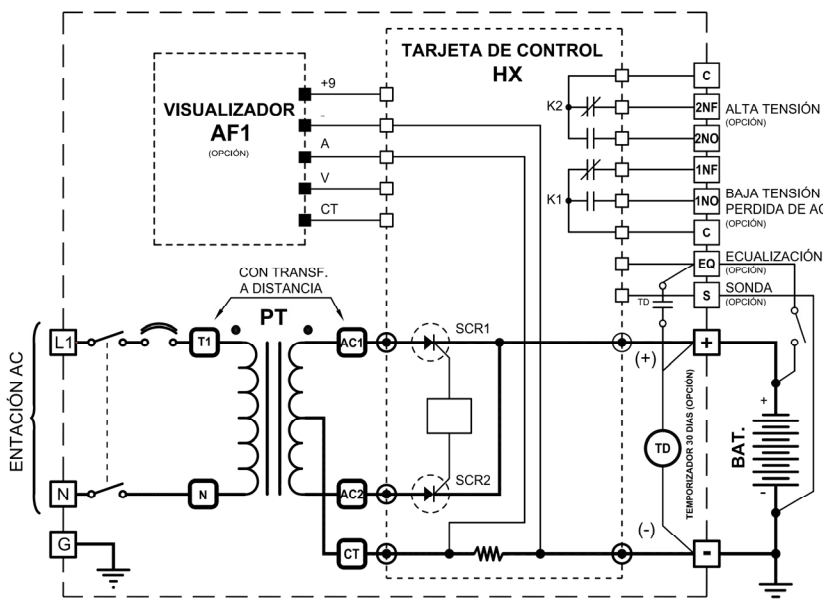 TARJETA DE CONTROL
HX
VISUALIZADOR
AF1
(OPCIÓN)
+9
-
A
V
CT
K2
K1
C
2NF
2NO
1NF
1NO
C
EQ
S
ALTA TENSIÓN
(OPCIÓN)
BAJA TENSIÓN
PERDIDA DE AC
ECUALIZACIÓN
(OPCIÓN)
SONDA
(OPCIÓN)
CON TRANSF.
A DISTANCIA
PT
ENTACIÓN AC
L1
N
G
T1
N
AC1
AC2
CT
SCR1
SCR2
TD
TD
TEMPORIZADOR 30 DIAS (OPCIÓN)
(+)
(-)
+
-
+
-
BAT.